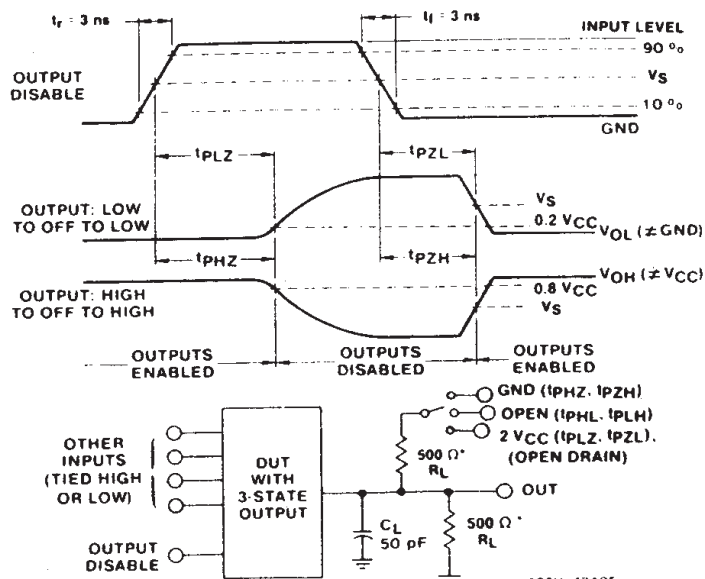 tr = 3 ns
tf = 3 ns
INPUT LEVEL
90 %
OUTPUT
DISABLE
VS
10 %
GND
tPLZ
tPZL
VS
OUTPUT: LOW
TO OFF TO LOW
0.2 VCC
VOL (≠ GND)
tPHZ
tPZH
VOH (≠ VCC)
OUTPUT: HIGH
TO OFF TO HIGH
0.8 VCC
VS
OUTPUTS
ENABLED
OUTPUTS
DISABLED
OUTPUTS
ENABLED
GND (tPHZ, tPZH)
OPEN (tPHL, tPLH)
2 VCC (tPLZ, tPZL),
(OPEN DRAIN)
OTHER
INPUTS
(TIED HIGH
OR LOW)
DUT
WITH
3-STATE
OUTPUT
500 Ω*
RL
OUT
CL
50 pF
500 Ω*
RL
OUTPUT
DISABLE